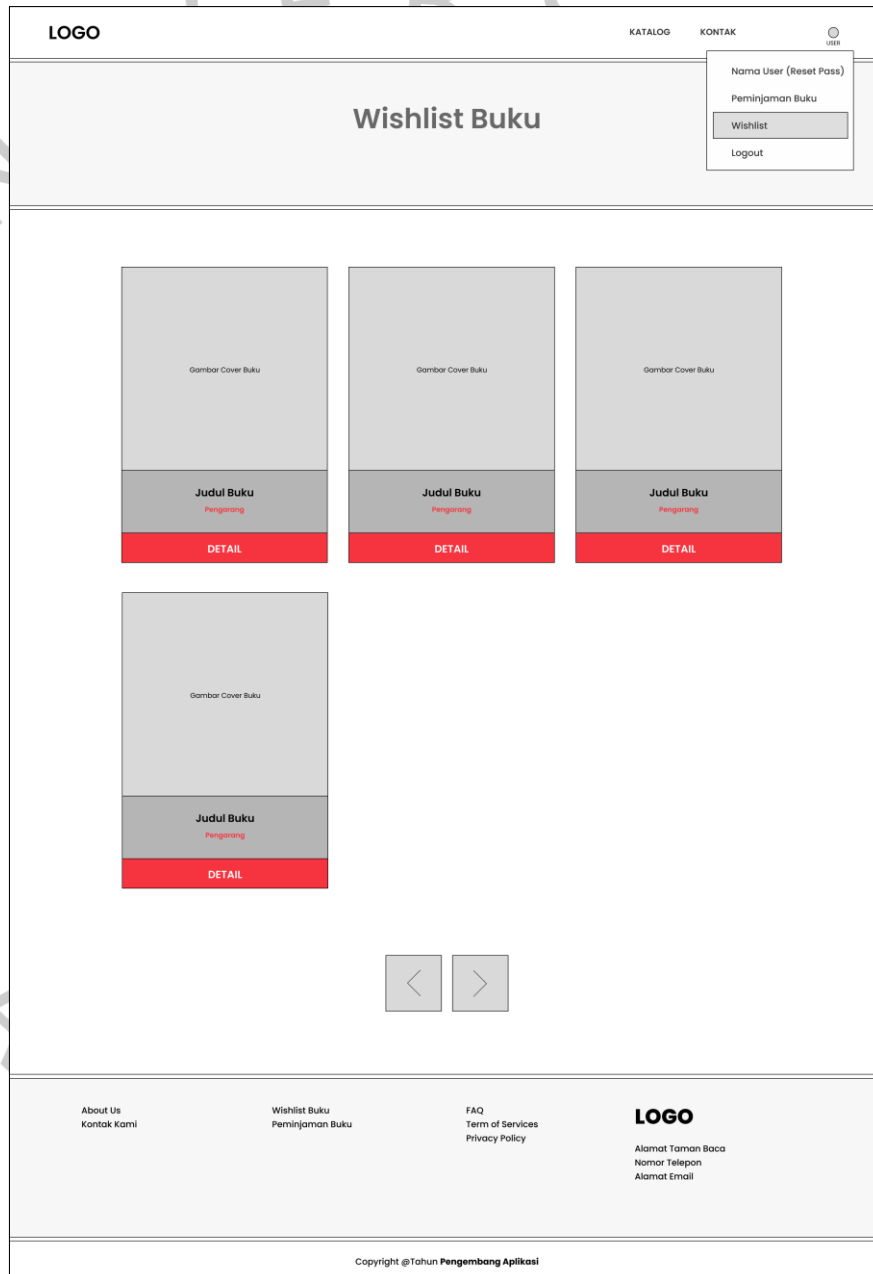 LOGO
KATALOG
KONTAK
USER
Nama User (Reset Pass)
Peminjaman Buku
Wishlist
Logout
Wishlist Buku
Gambar Cover Buku
Judul Buku
Pengarang
DETAIL
Gambar Cover Buku
Judul Buku
Pengarang
DETAIL
Gambar Cover Buku
Judul Buku
Pengarang
DETAIL
Gambar Cover Buku
Judul Buku
Pengarang
DETAIL
About Us
Kontak Kami
Wishlist Buku
Peminjaman Buku
FAQ
Term of Services
Privacy Policy
LOGO
Alamat Taman Baca
Nomor Telepon
Alamat Email
Copyright @Tahun Pengembang Aplikasi